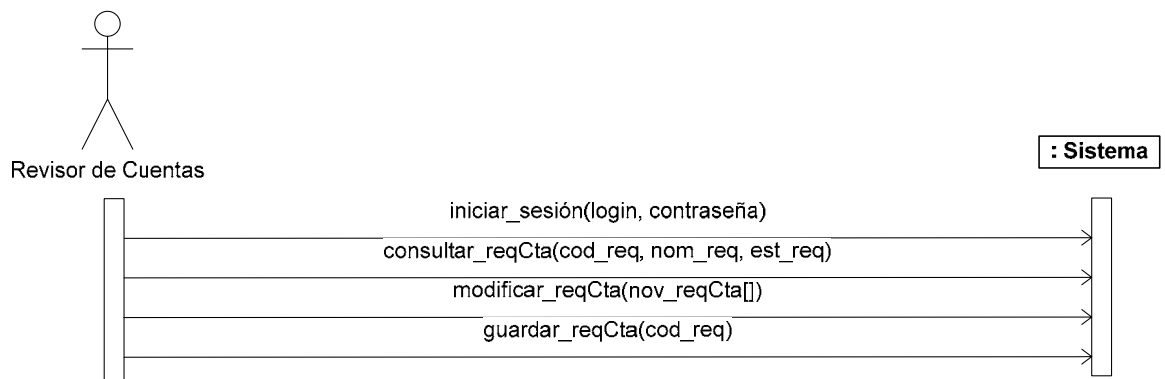 Revisor de Cuentas
: Sistema
iniciar_sesión(login, contraseña)
consultar_reqCta(cod_req, nom_req, est_req)
modificar_reqCta(nov_reqCta[])
guardar_reqCta(cod_req)